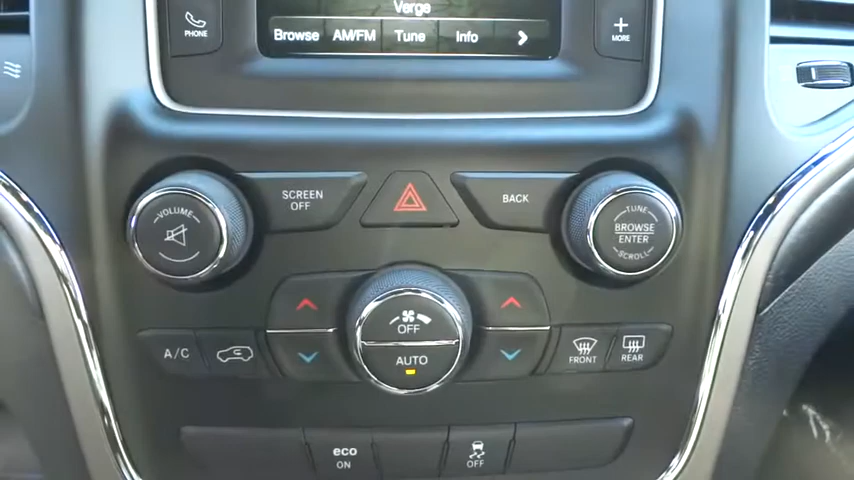 Verge
PHONE
Browse AM/FM Tune Info
MORE
VOLUME
SCREEN
OFF
BACK
TUNE
BROWSE
ENTER
SCROLL
OFF
A/C
AUTO
FRONT
REAR
eco
ON
OFF